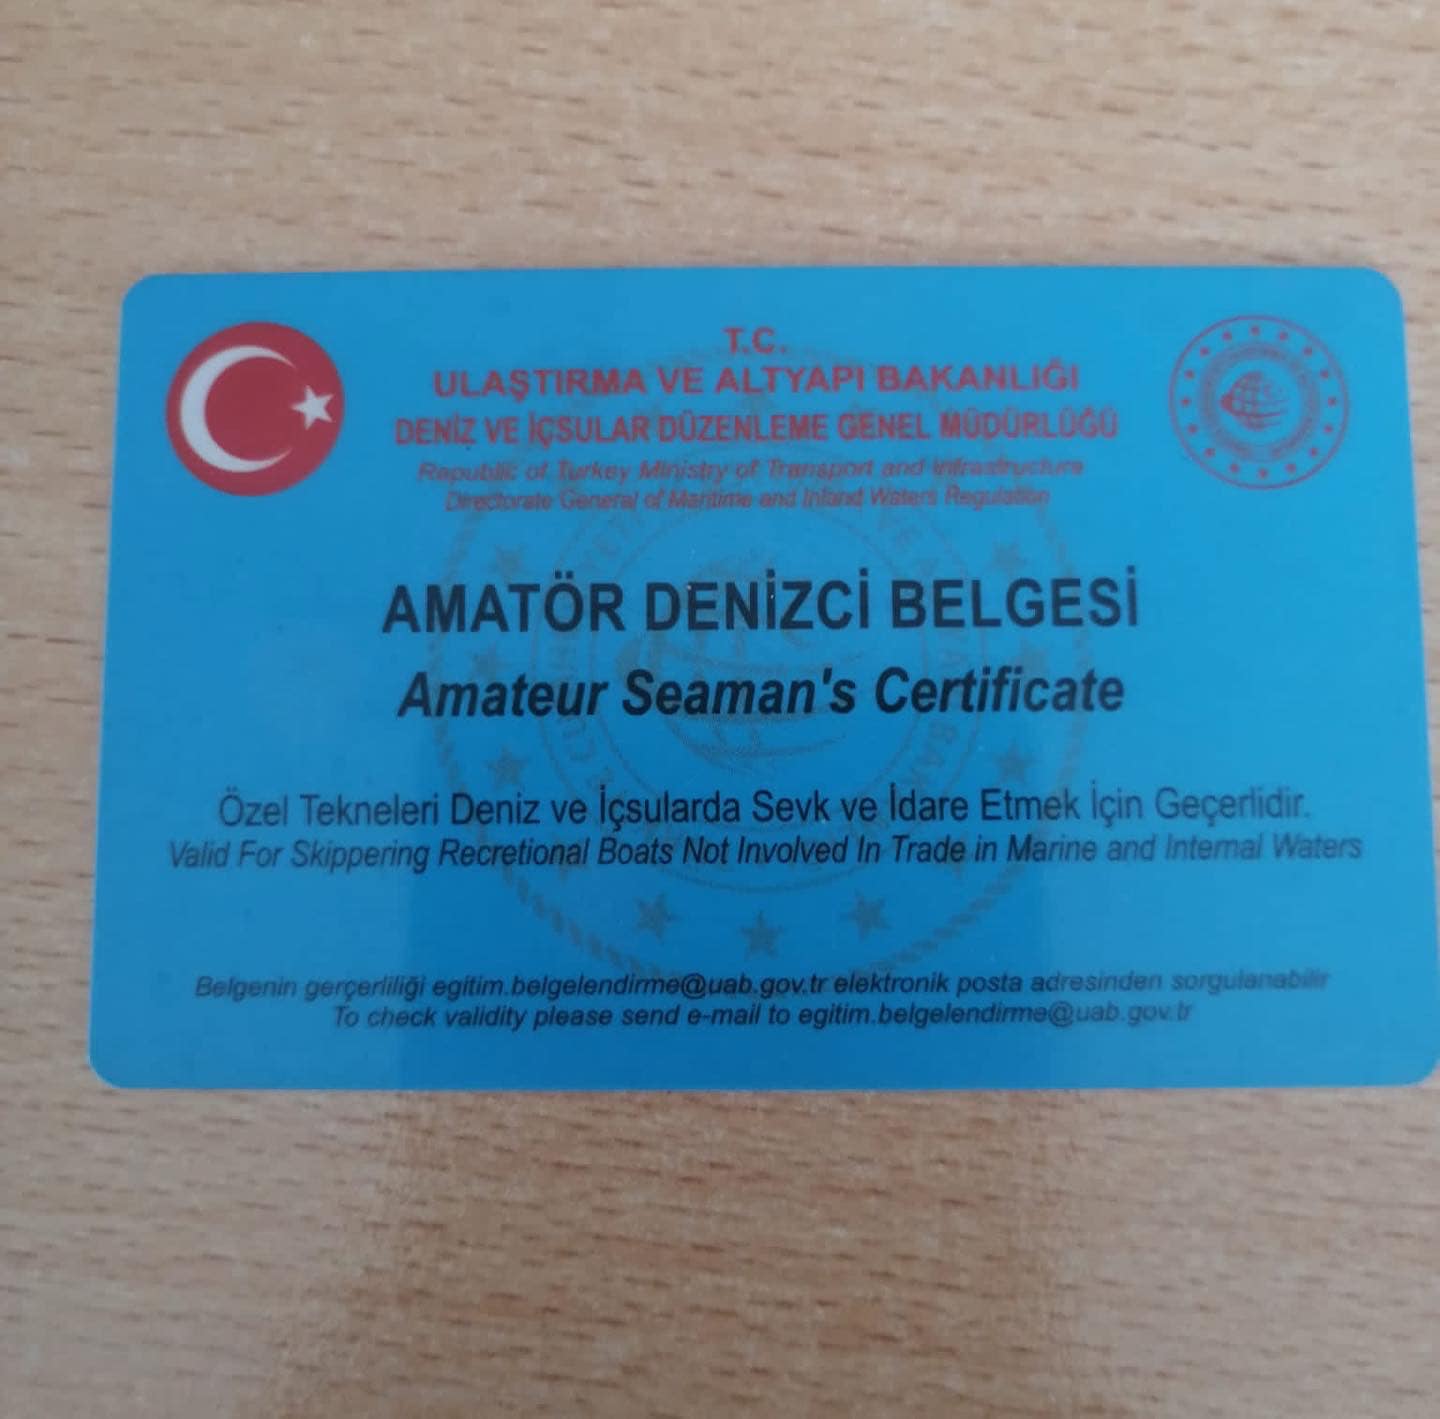 T.C.
ULAŞTIRMA VE ALTYAPI BAKANLIĞI
DENİZ VE İÇSULAR DÜZENLEME GENEL MÜDÜRLÜĞÜ
Republic of Turkey Ministry of Transport and Infrastructure
Directorate General of Maritime and Inland Waters Regulation
AMATÖR DENİZCİ BELGESİ
Amateur Seaman's Certificate
Özel Tekneleri Deniz ve İçsularda Sevk ve İdare Etmek İçin Geçerlidir.
Valid For Skippering Recretional Boats Not Involved In Trade in Marine and Internal Waters
Belgenin gerçerliliği egitim.belgelendirme@uab.gov.tr elektronik posta adresinden sorgulanabilir
To check validity please send e-mail to egitim.belgelendirme@uab.gov.tr